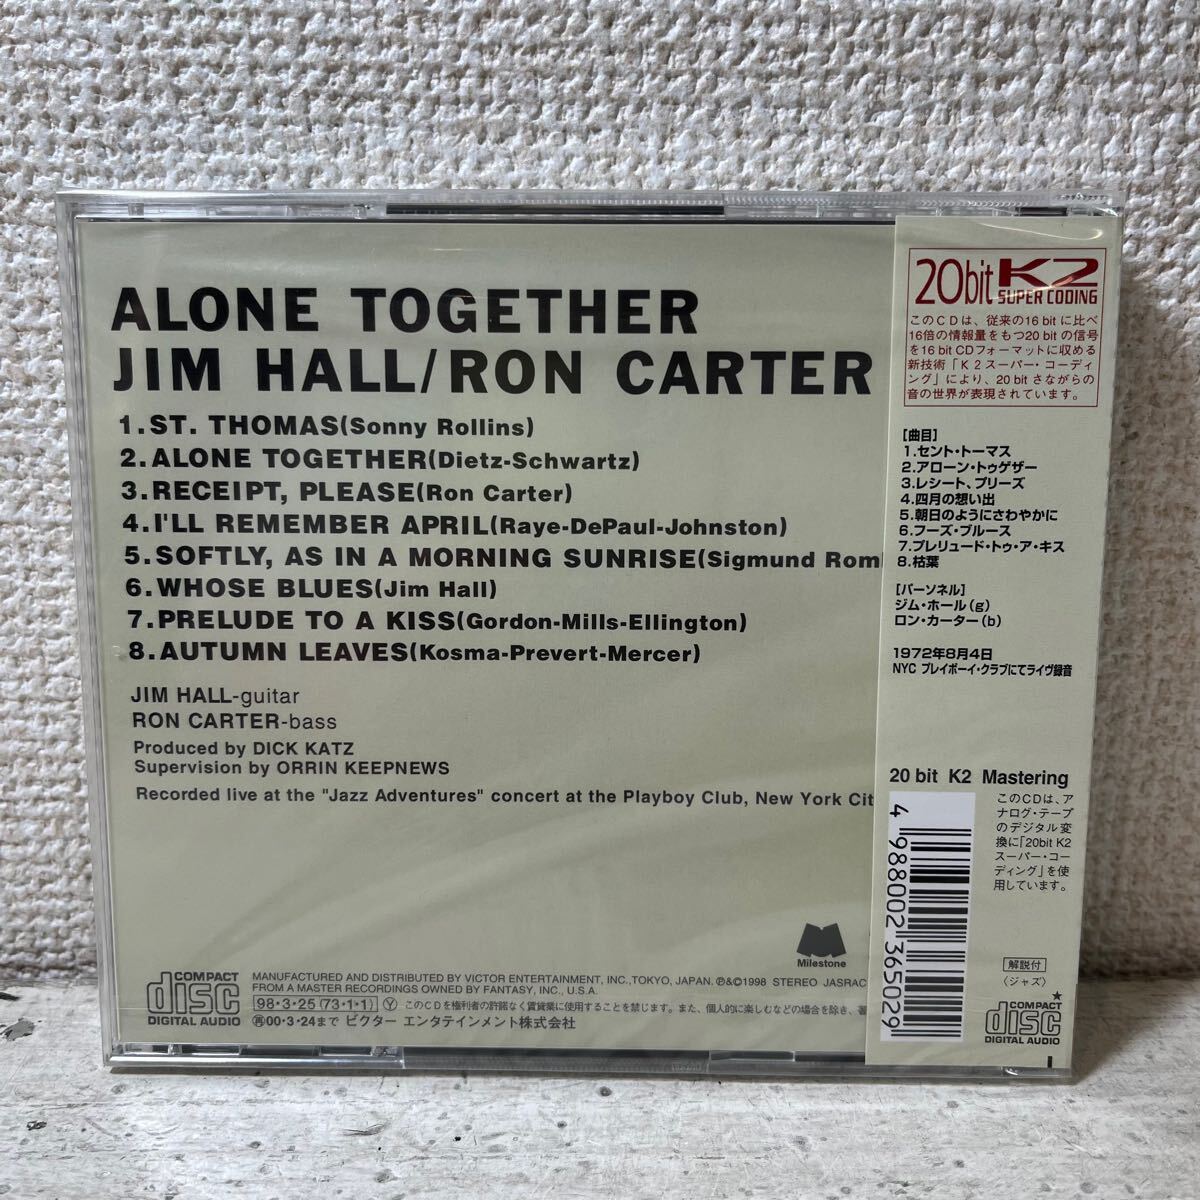 ALONE TOGETHER
JIM HALL/RON CARTER
1.ST. THOMAS(Sonny Rollins)
2.ALONE TOGETHER(Dietz-Schwartz)
3.RECEIPT, PLEASE(Ron Carter)
4.I'LL REMEMBER APRIL(Raye-DePaul-Johnston)
5.SOFTLY, AS IN A MORNING SUNRISE(Sigmund Rom
6.WHOSE BLUES(Jim Hall)
7.PRELUDE TO A KISS(Gordon-Mills-Ellington)
8.AUTUMN LEAVES(Kosma-Prevert-Mercer)
JIM HALL-guitar
RON CARTER-bass
Produced by DICK KATZ
Supervision by ORRIN KEEPNEWS
Recorded live at the "Jazz Adventures" concert at the Playboy Club, New York Cit
Milestone
COMPACT
disc
DIGITAL AUDIO
MANUFACTURED AND DISTRIBUTED BY VICTOR ENTERTAINMENT, INC.,TOKYO, JAPAN. ℗&©1998 STEREO JASRAC
FROM A MASTER RECORDINGS OWNED BY FANTASY, INC., U.S.A.
98・3・25(73・1・1) Ⓨ このCDを権利者の許諾なく賃貸業に使用することを禁じます。また、個人的に楽しむなどの場合を除き、著
㊢00・3・24まで ビクター エンタテインメント株式会社
20bit K2
SUPER CODING
このCDは、従来の16 bit に比べ
16倍の情報量をもつ20 bit の信号
を16 bit CDフォーマットに収める
新技術「K2スーパー・コーディ
ング」により、20 bit さながらの
音の世界が表現されています。
[曲目]
1.セント・トーマス
2.アローン・トゥゲザー
3.レシート、プリーズ
4.四月の想い出
5.朝日のようにさわやかに
6.フーズ・ブルース
7.プレリュード・トゥ・ア・キス
8.枯葉
[パーソネル]
ジム・ホール(g)
ロン・カーター(b)
1972年8月4日
NYC プレイボーイ・クラブにてライヴ録音
20 bit K2 Mastering
このCDは、ア
ナログ・テープ
のデジタル変
換に「20bit K2
スーパー・コー
ディング」を使
用しています。
4 988002 365029
解説付
〈ジャズ〉
★
COMPACT
disc
DIGITAL AUDIO